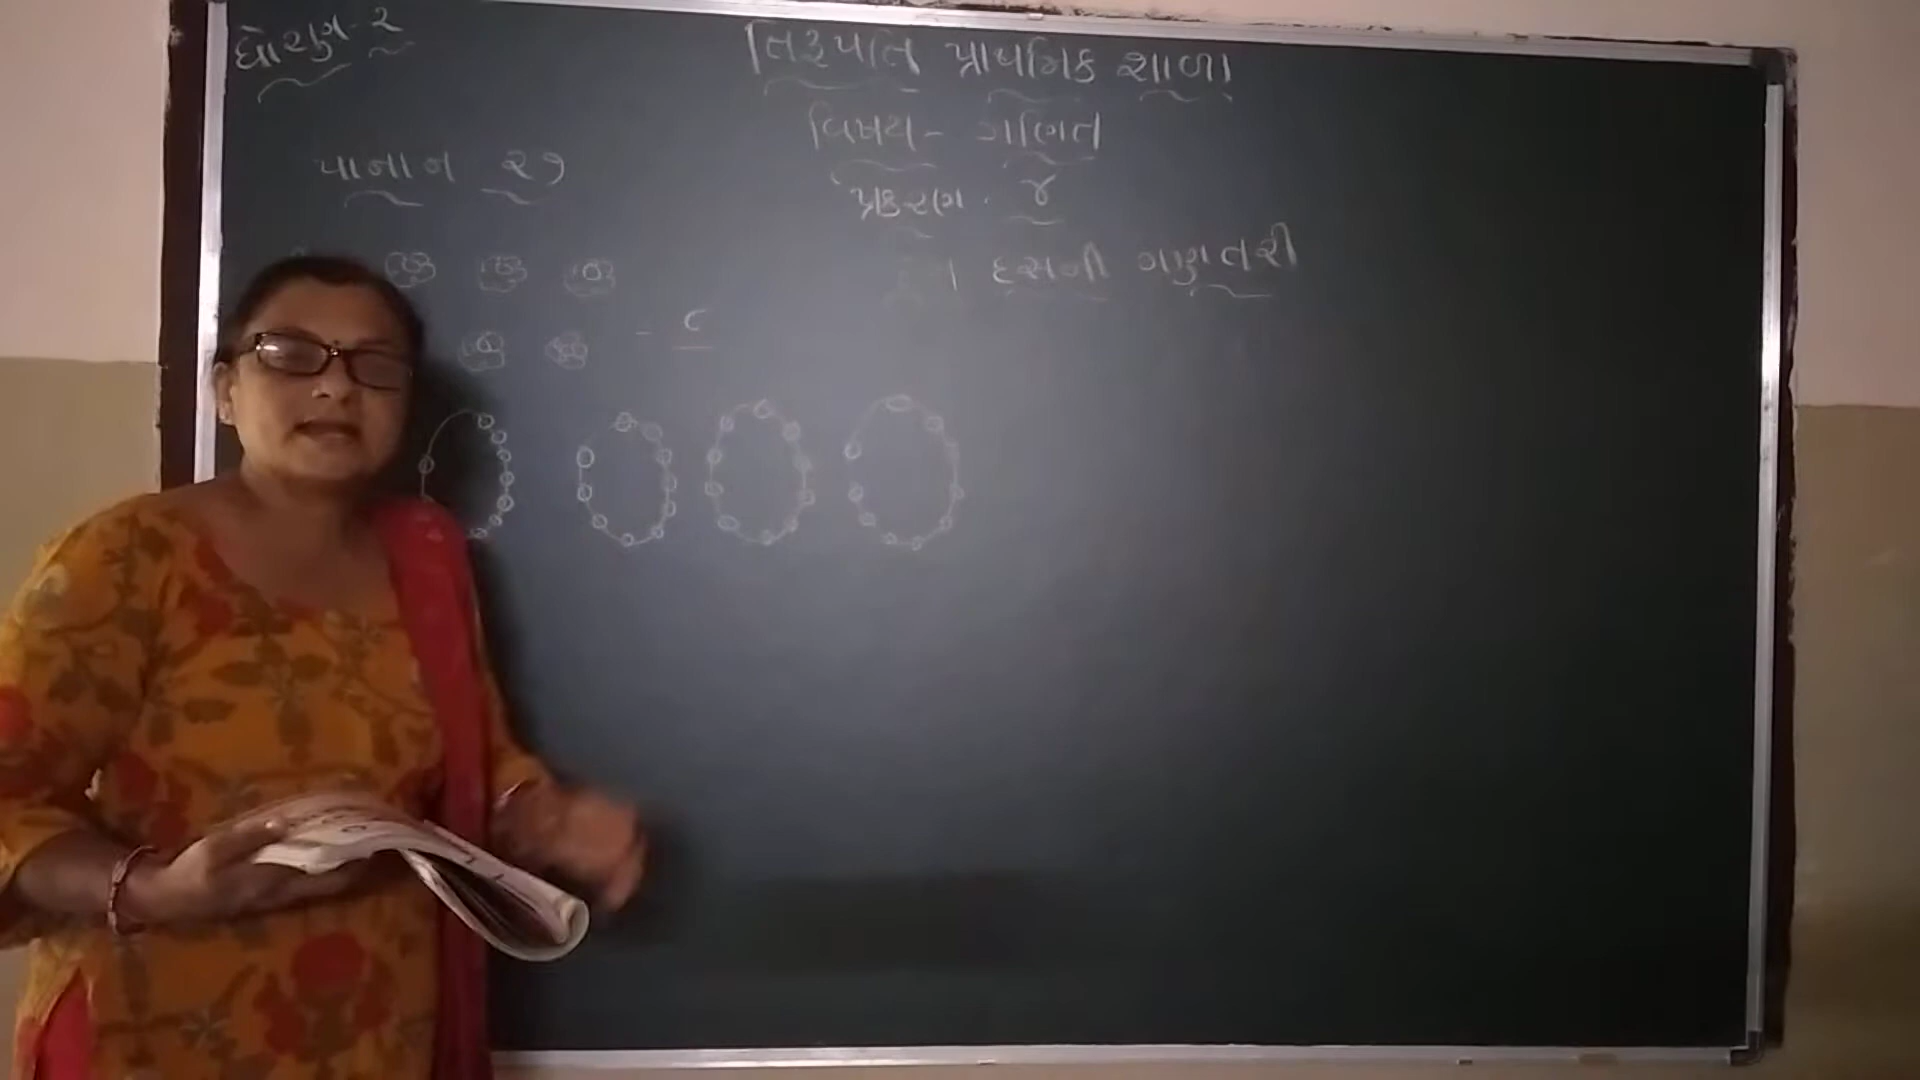 ધોરણ-૨
તિરૂપતિ પ્રાથમિક શાળા
વિષય- ગણિત
પાના નં ૨૭
પ્રકરણ. ૪
દસની ગણતરી
- ૮